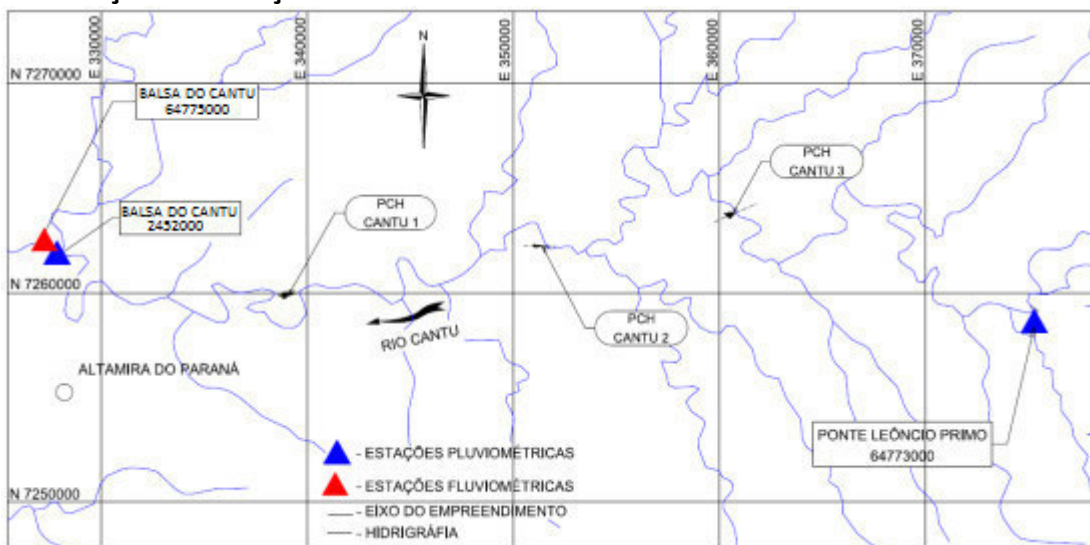 E 330000
E 340000
E 350000
E 360000
E 370000
N
N 7270000
BALSA DO CANTU
64775000
PCH
CANTU 3
PCH
CANTU 1
BALSA DO CANTU
2452000
N 7260000
RIO CANTU
PCH
CANTU 2
ALTAMIRA DO PARANÁ
PONTE LEÔNCIO PRIMO
64773000
- ESTAÇÕES PLUVIOMÉTRICAS
- ESTAÇÕES FLUVIOMÉTRICAS
N 7250000
- EIXO DO EMPREENDIMENTO
- HIDRIGRÁFIA